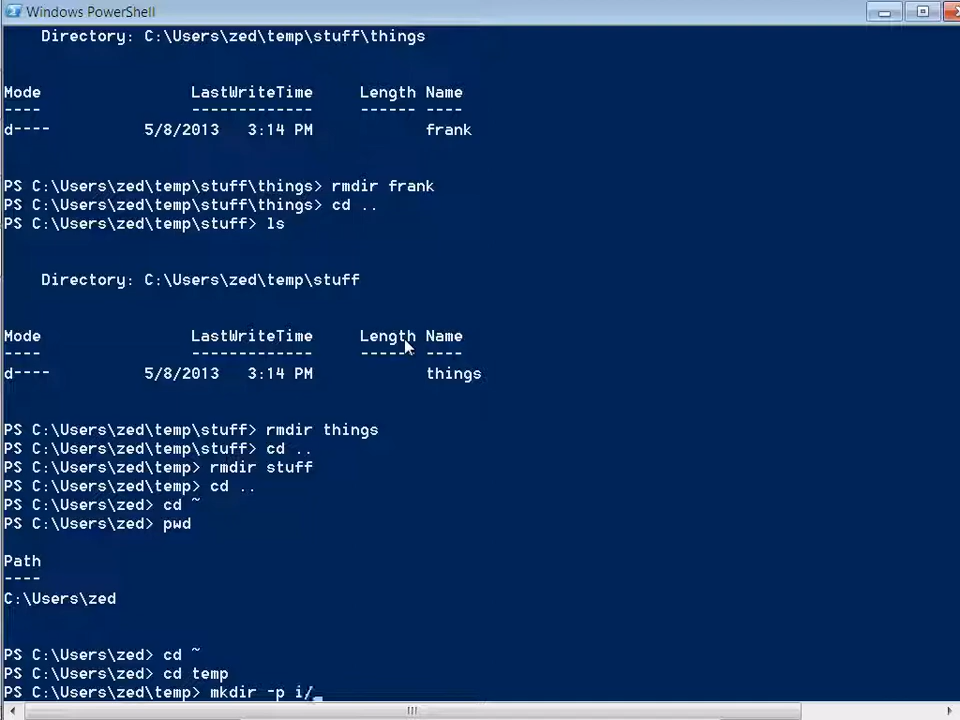 Windows PowerShell
Directory: C:\Users\zed\temp\stuff\things
Mode LastWriteTime Length Name
---- ------------- ------ ----
d---- 5/8/2013 3:14 PM frank
PS C:\Users\zed\temp\stuff\things> rmdir frank
PS C:\Users\zed\temp\stuff\things> cd ..
PS C:\Users\zed\temp\stuff> ls
Directory: C:\Users\zed\temp\stuff
Mode LastWriteTime Length Name
---- ------------- ------ ----
d---- 5/8/2013 3:14 PM things
PS C:\Users\zed\temp\stuff> rmdir things
PS C:\Users\zed\temp\stuff> cd ..
PS C:\Users\zed\temp> rmdir stuff
PS C:\Users\zed\temp> cd ..
PS C:\Users\zed> cd ~
PS C:\Users\zed> pwd
Path
----
C:\Users\zed
PS C:\Users\zed> cd ~
PS C:\Users\zed> cd temp
PS C:\Users\zed\temp> mkdir -p i/_